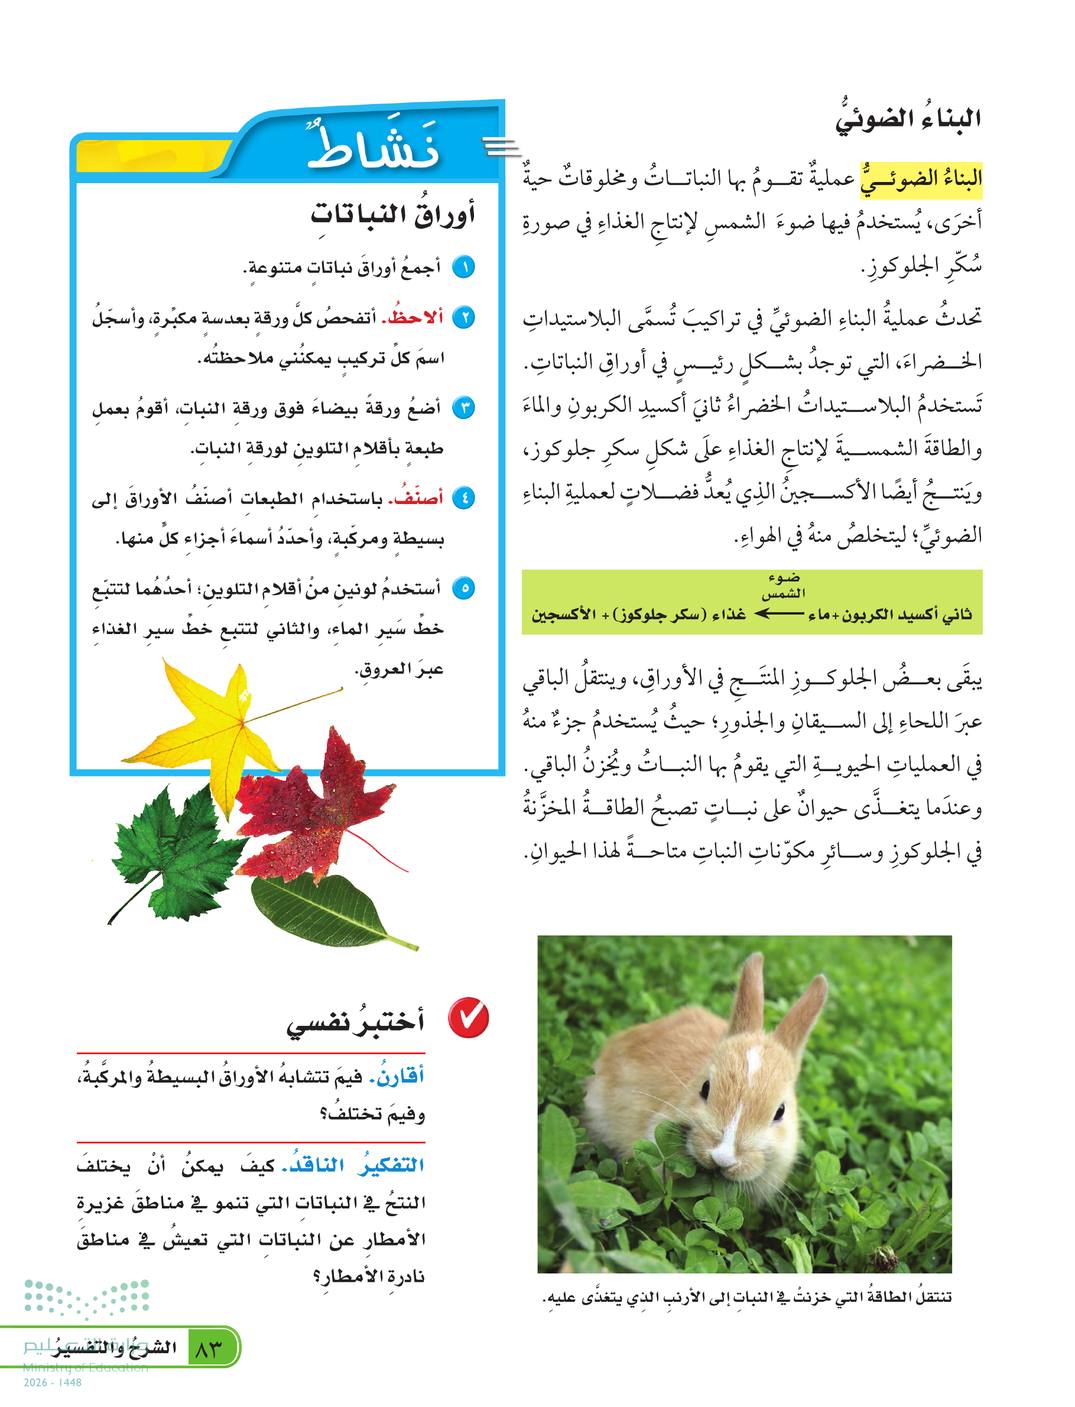 البناءُ الضوئيُّ
البناءُ الضوئيُّ عمليةٌ تقومُ بها النباتاتُ ومخلوقاتٌ حيةٌ
أخرَى، يُستخدمُ فيها ضوءَ الشمسِ لإنتاجِ الغذاءِ في صورةِ
سُكّرِ الجلوكوزِ.
تحدثُ عمليةُ البناءِ الضوئيِّ في تراكيبَ تُسمَّى البلاستيداتِ
الخضراءَ، التي توجدُ بشكلٍ رئيسٍ في أوراقِ النباتاتِ.
تَستخدمُ البلاستيداتُ الخضراءُ ثانيَ أكسيدِ الكربونِ والماءَ
والطاقةَ الشمسيةَ لإنتاجِ الغذاءِ علَى شكلِ سكرِ جلوكوز،
ويَنتجُ أيضًا الأكسجينُ الذِي يُعدُّ فضلاتٍ لعمليةِ البناءِ
الضوئيِّ؛ ليتخلصُ منهُ في الهواءِ.
ضوء
الشمس
ثاني أكسيد الكربون + ماء ← غذاء (سكر جلوكوز) + الأكسجين
يبقَى بعضُ الجلوكوزِ المنتَجِ في الأوراقِ، وينتقلُ الباقي
عبرَ اللحاءِ إلى السيقانِ والجذورِ؛ حيثُ يُستخدمُ جزءٌ منهُ
في العملياتِ الحيويةِ التي يقومُ بها النباتُ ويُخزنُ الباقي.
وعندَما يتغذَّى حيوانٌ على نباتٍ تصبحُ الطاقةُ المخزَّنةُ
في الجلوكوزِ وسائرِ مكوّناتِ النباتِ متاحةً لهذا الحيوانِ.
تنتقلُ الطاقةُ التي خزنتْ في النباتِ إلى الأرنبِ الذي يتغذَّى عليهِ.
نَشَاطٌ
أوراقُ النباتاتِ
١ أجمعُ أوراقَ نباتاتٍ متنوعةٍ.
٢ ألاحظُ. أتفحصُ كلَّ ورقةٍ بعدسةٍ مكبّرةٍ، وأسجّلُ
اسمَ كلِّ تركيبٍ يمكنُني ملاحظتُه.
٣ أضعُ ورقةً بيضاءَ فوق ورقةِ النباتِ، أقومُ بعملِ
طبعةٍ بأقلامِ التلوينِ لورقةِ النباتِ.
٤ أصنّفُ. باستخدامِ الطبعاتِ أصنّفُ الأوراقَ إلى
بسيطةٍ ومركّبةٍ، وأحدّدُ أسماءَ أجزاءِ كلٍّ منها.
٥ أستخدمُ لونينِ منْ أقلامِ التلوينِ؛ أحدُهُما لتتبّعِ
خطِّ سَيرِ الماءِ، والثاني لتتبعِ خطِّ سيرِ الغذاءِ
عبرَ العروقِ.
أختبرُ نفسي
أقارنُ. فيمَ تتشابهُ الأوراقُ البسيطةُ والمركَّبةُ،
وفيمَ تختلفُ؟
التفكيرُ الناقدُ. كيفَ يمكنُ أنْ يختلفَ
النتحُ في النباتاتِ التي تنمو في مناطقَ غزيرةِ
الأمطارِ عن النباتاتِ التي تعيشُ في مناطقَ
نادرةِ الأمطارِ؟
٨٣ الشرحُ والتفسيرُ
وزارة التعليم
Ministry of Education
2026 - 1448